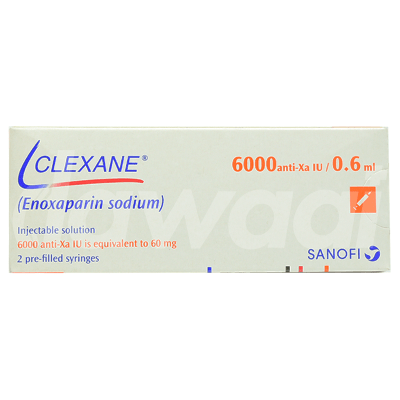 CLEXANE®
6000 anti-Xa IU / 0.6 ml
(Enoxaparin sodium)
Injectable solution
6000 anti-Xa IU is equivalent to 60 mg
2 pre-filled syringes
SANOFI